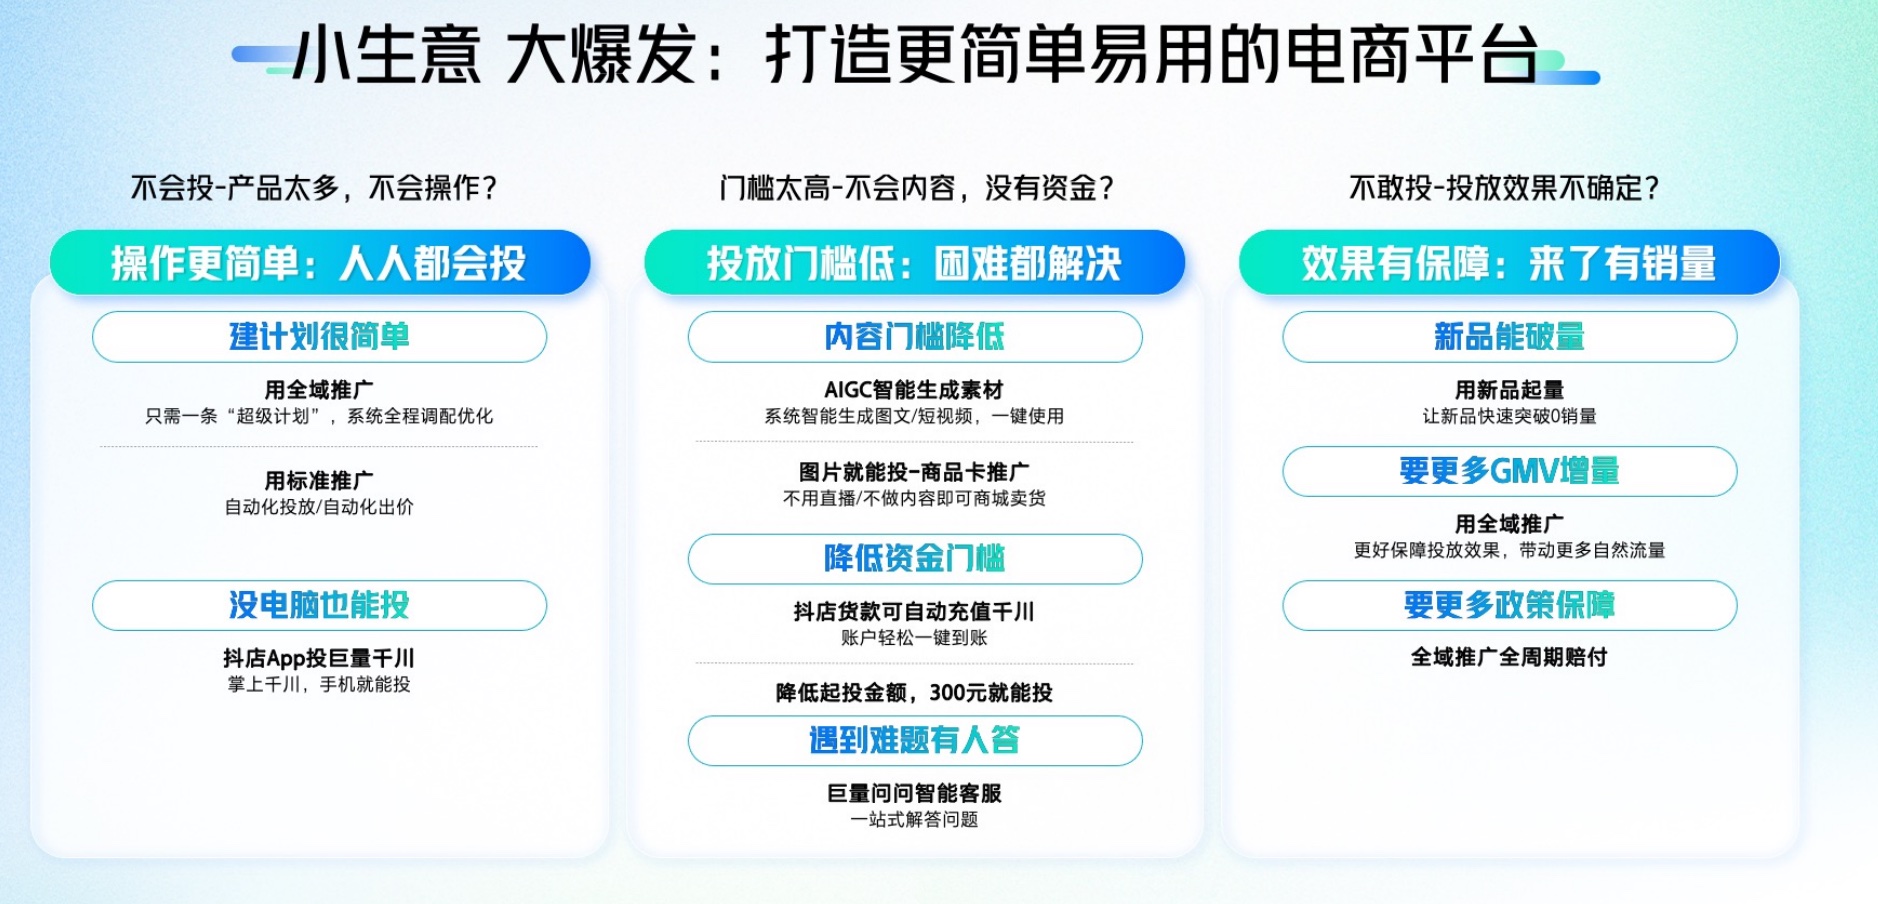 小生意 大爆发：打造更简单易用的电商平台
不会投-产品太多，不会操作？
操作更简单：人人都会投
建计划很简单
用全域推广
只需一条“超级计划”，系统全程调配优化
用标准推广
自动化投放/自动化出价
没电脑也能投
抖店App投巨量千川
掌上千川，手机就能投
门槛太高-不会内容，没有资金？
投放门槛低：困难都解决
内容门槛降低
AIGC智能生成素材
系统智能生成图文/短视频，一键使用
图片就能投-商品卡推广
不用直播/不做内容即可商城卖货
降低资金门槛
抖店货款可自动充值千川
账户轻松一键到账
降低起投金额，300元就能投
遇到难题有人答
巨量问问智能客服
一站式解答问题
不敢投-投放效果不确定？
效果有保障：来了有销量
新品能破量
用新品起量
让新品快速突破0销量
要更多GMV增量
用全域推广
更好保障投放效果，带动更多自然流量
要更多政策保障
全域推广全周期赔付